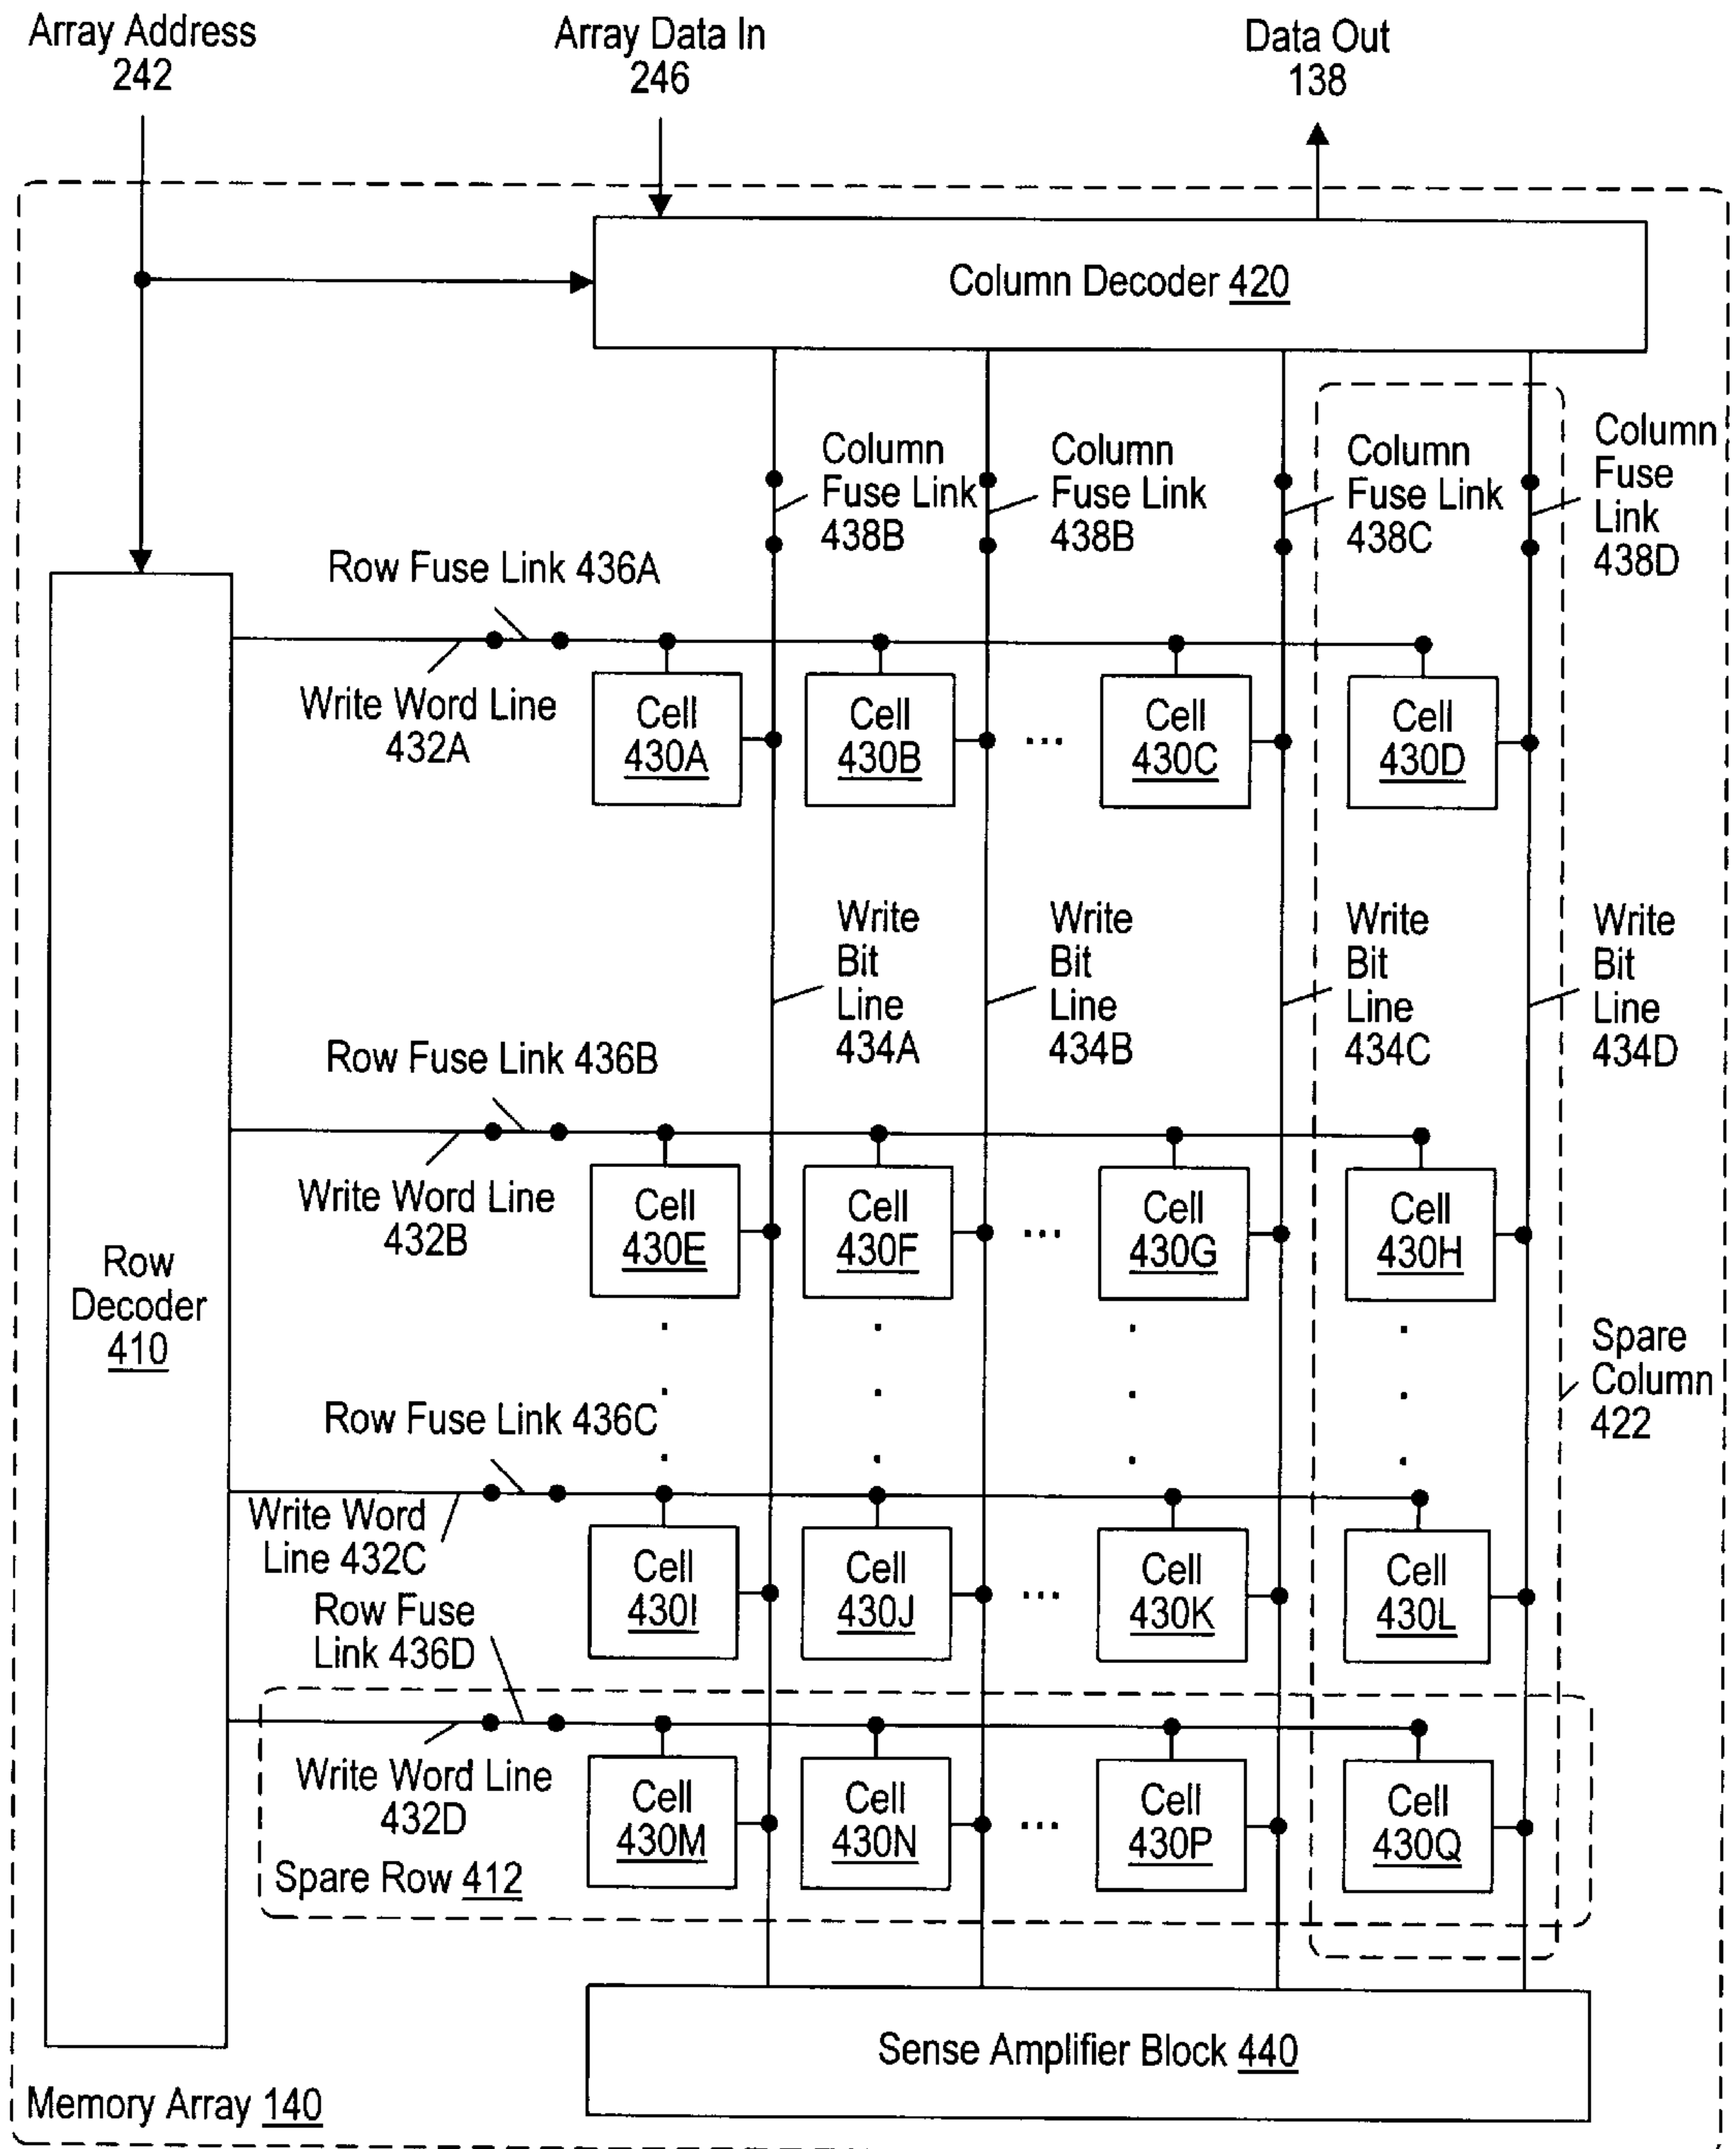 Array Address
242
Array Data In
246
Data Out
138
Column Decoder 420
Column
Fuse Link
438B
Column
Fuse Link
438B
Column
Fuse Link
438C
Column
Fuse
Link
438D
Row Fuse Link 436A
Write Word Line
432A
Cell
430A
Cell
430B
...
Cell
430C
Cell
430D
Write
Bit
Line
434A
Write
Bit
Line
434B
Write
Bit
Line
434C
Write
Bit
Line
434D
Row Fuse Link 436B
Write Word Line
432B
Cell
430E
Cell
430F
...
Cell
430G
Cell
430H
Row
Decoder
410
Spare
Column
422
Row Fuse Link 436C
Write Word
Line 432C
Cell
430I
Cell
430J
...
Cell
430K
Cell
430L
Row Fuse
Link 436D
Write Word Line
432D
Cell
430M
Cell
430N
...
Cell
430P
Cell
430Q
Spare Row 412
Sense Amplifier Block 440
Memory Array 140